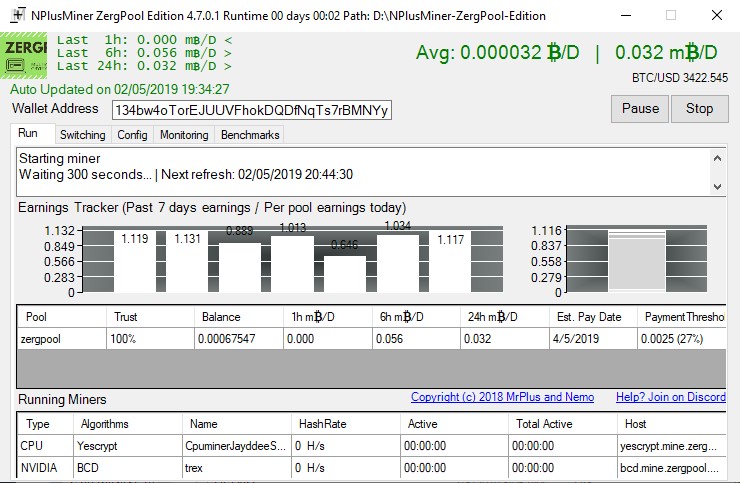 NPlusMiner ZergPool Edition 4.7.0.1 Runtime 00 days 00:02 Path: D:\NPlusMiner-ZergPool-Edition
Last 1h: 0.000 m₿/D <
Last 6h: 0.056 m₿/D >
Last 24h: 0.032 m₿/D >
Avg: 0.000032 ₿/D | 0.032 m₿/D
BTC/USD 3422.545
Auto Updated on 02/05/2019 19:34:27
Wallet Address 134bw4oTorEJUUVFhokDQDfNqTs7rBMNYy Pause Stop
Run Switching Config Monitoring Benchmarks
Starting miner
Waiting 300 seconds... | Next refresh: 02/05/2019 20:44:30
Earnings Tracker (Past 7 days earnings / Per pool earnings today)
1.132
0.849
0.566
0.283
0
1.119 1.131 0.889 1.013 0.646 1.034 1.117
1.116
0.837
0.558
0.279
0
Pool Trust Balance 1h m₿/D 6h m₿/D 24h m₿/D Est. Pay Date PaymentThreshol
zergpool 100% 0.00067547 0.000 0.056 0.032 4/5/2019 0.0025 (27%)
Running Miners Copyright (c) 2018 MrPlus and Nemo Help? Join on Discord
Type Algorithms Name HashRate Active Total Active Host
CPU Yescrypt CpuminerJayddeeS... 0 H/s 00:00:00 00:00:00 yescrypt.mine.zerg...
NVIDIA BCD trex 0 H/s 00:00:00 00:00:00 bcd.mine.zergpool....